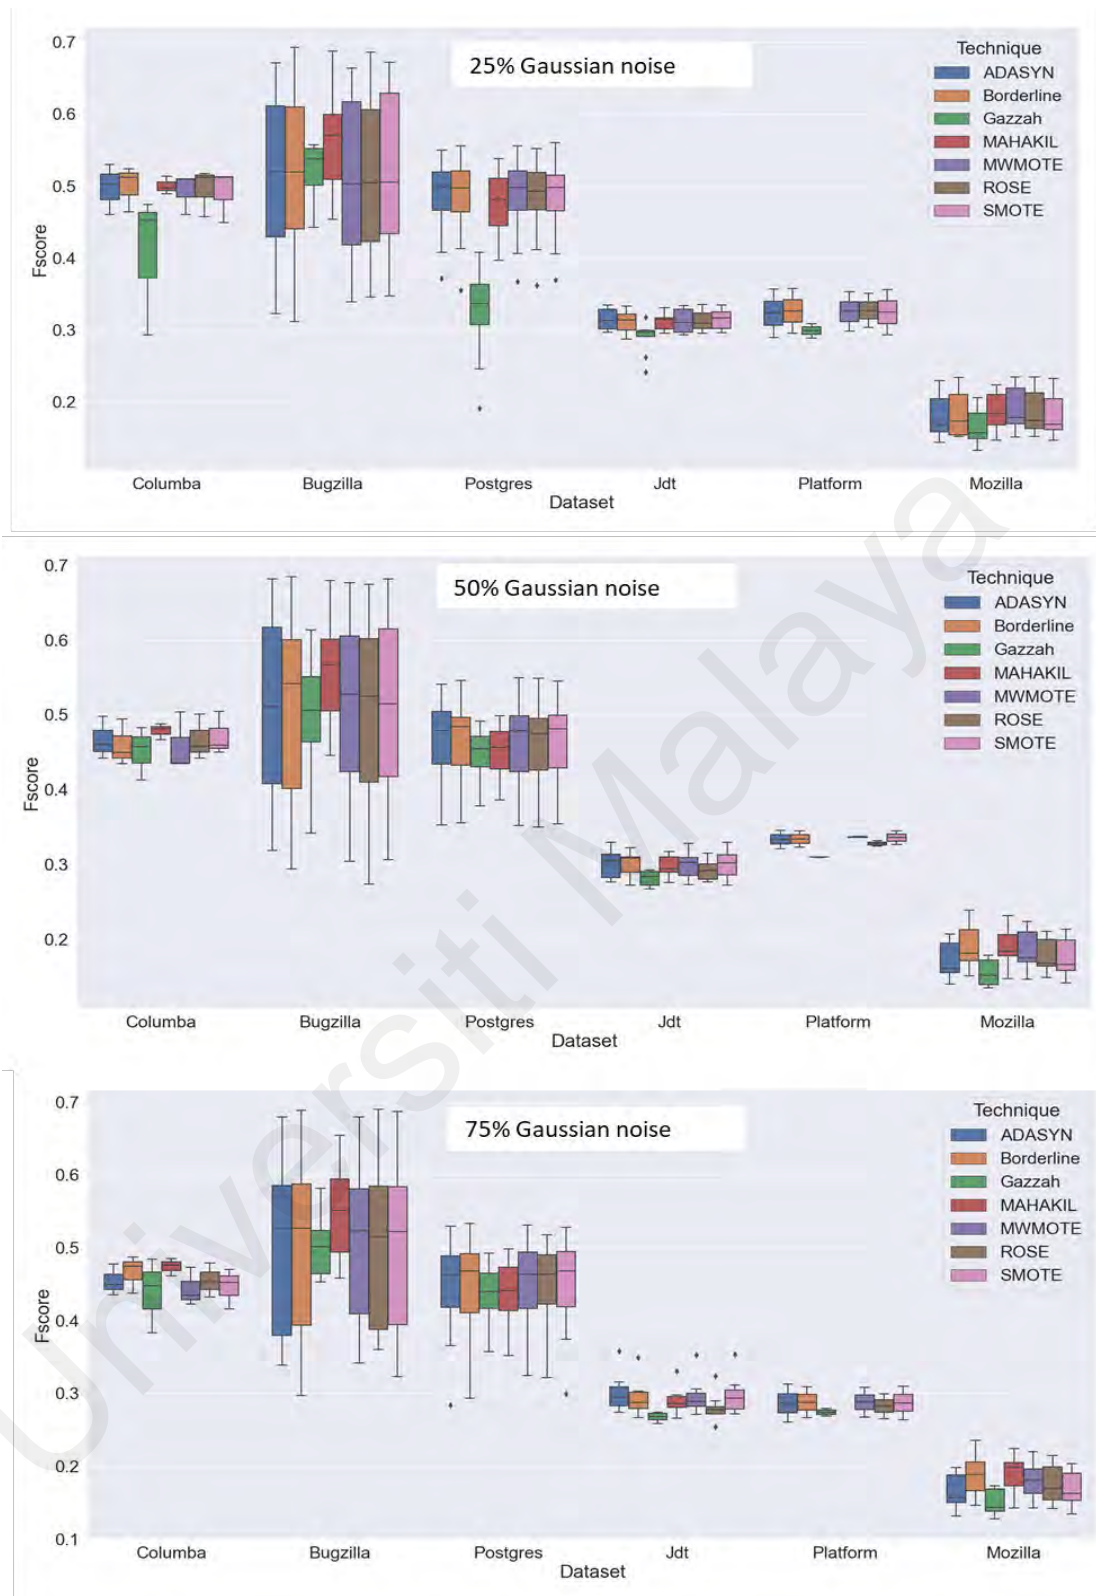 25% Gaussian noise
Technique
ADASYN
Borderline
Gazzah
MAHAKIL
MWMOTE
ROSE
SMOTE
0.7
0.6
0.5
0.4
0.3
0.2
Fscore
Columba Bugzilla Postgres Jdt Platform Mozilla
Dataset
50% Gaussian noise
Technique
ADASYN
Borderline
Gazzah
MAHAKIL
MWMOTE
ROSE
SMOTE
0.7
0.6
0.5
0.4
0.3
0.2
Fscore
Columba Bugzilla Postgres Jdt Platform Mozilla
Dataset
75% Gaussian noise
Technique
ADASYN
Borderline
Gazzah
MAHAKIL
MWMOTE
ROSE
SMOTE
0.7
0.6
0.5
0.4
0.3
0.2
0.1
Fscore
Columba Bugzilla Postgres Jdt Platform Mozilla
Dataset
Universiti Malaya